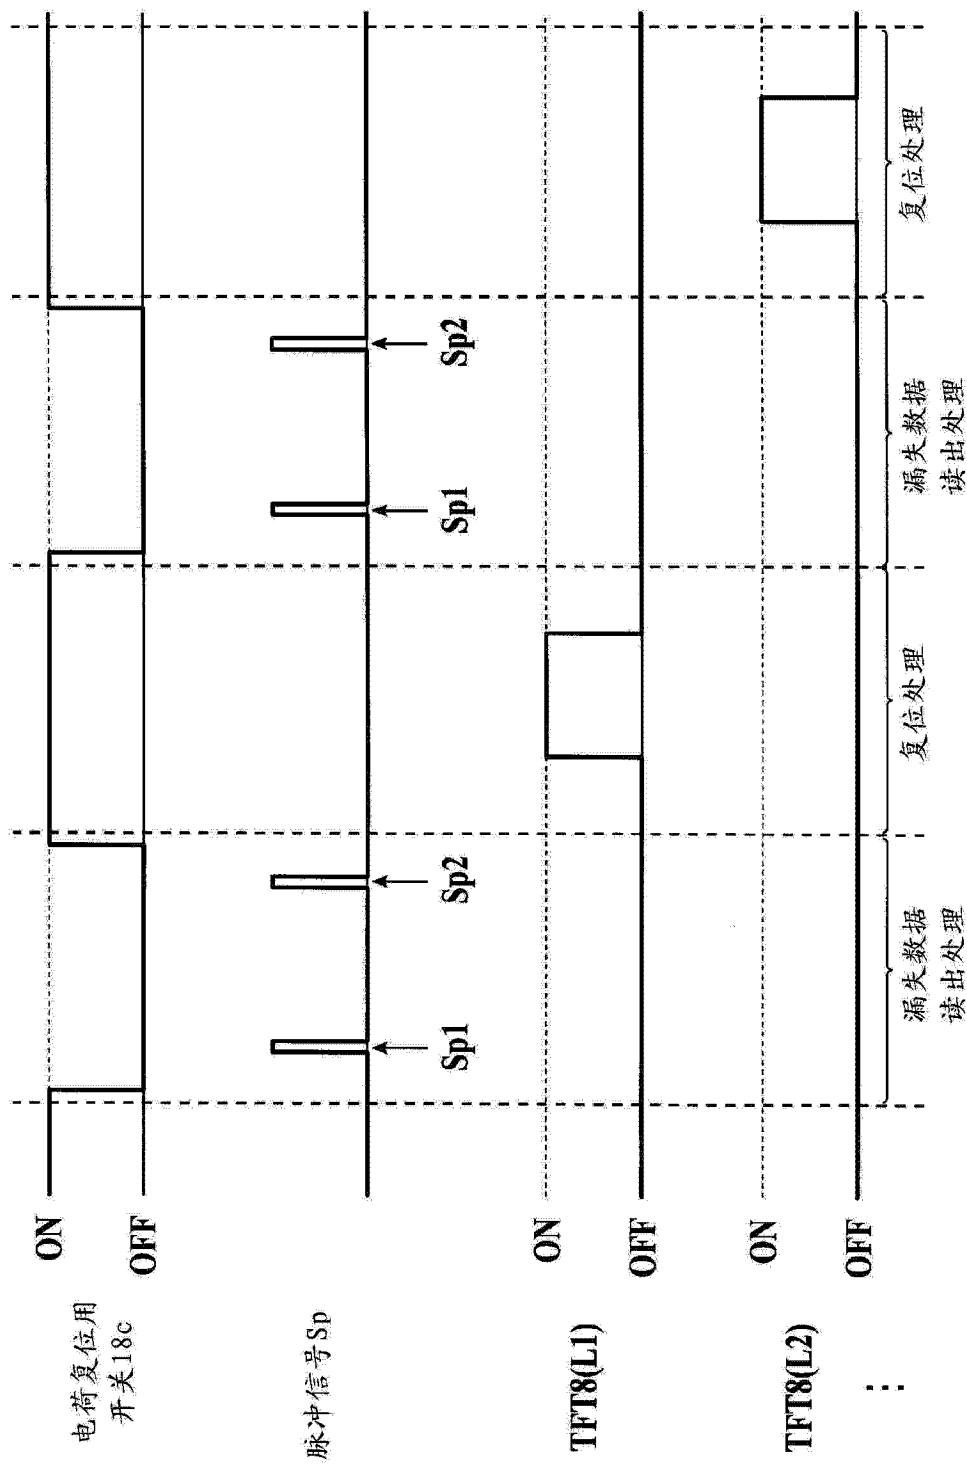 电荷复位用
开关18c
ON
OFF
脉冲信号Sp
Sp1
Sp2
Sp1
Sp2
TFT8(L1)
ON
OFF
TFT8(L2)
ON
OFF
⋮
漏失数据
读出处理
复位处理
漏失数据
读出处理
复位处理